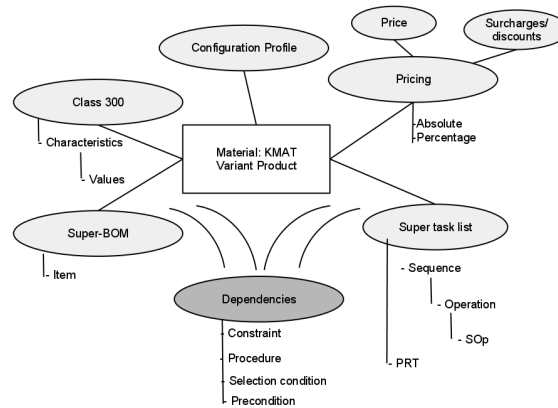 Price
Surcharges/
discounts
Configuration Profile
Pricing
Class 300
-Absolute
-Percentage
- Characteristics
- Values
Material: KMAT
Variant Product
Super-BOM
- Item
Super task list
- Sequence
- Operation
- SOp
- PRT
Dependencies
- Constraint
- Procedure
- Selection condition
- Precondition